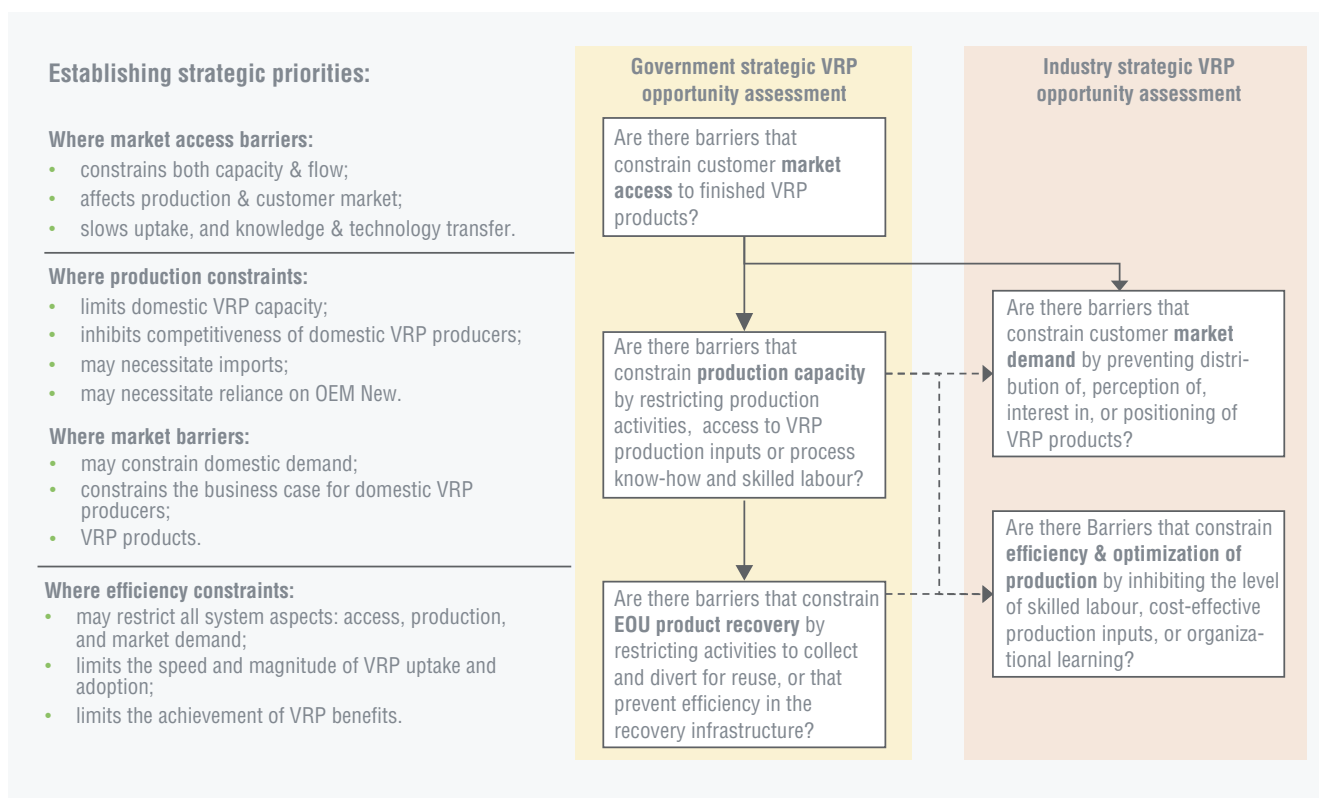 Establishing strategic priorities:
Where market access barriers:
• constrains both capacity & flow;
• affects production & customer market;
• slows uptake, and knowledge & technology transfer.
Where production constraints:
• limits domestic VRP capacity;
• inhibits competitiveness of domestic VRP producers;
• may necessitate imports;
• may necessitate reliance on OEM New.
Where market barriers:
• may constrain domestic demand;
• constrains the business case for domestic VRP
producers;
• VRP products.
Where efficiency constraints:
• may restrict all system aspects: access, production,
and market demand;
• limits the speed and magnitude of VRP uptake and
adoption;
• limits the achievement of VRP benefits.
Government strategic VRP
opportunity assessment
Are there barriers that
constrain customer market
access to finished VRP
products?
Are there barriers that
constrain production capacity
by restricting production
activities, access to VRP
production inputs or process
know-how and skilled labour?
Are there barriers that constrain
EOU product recovery by
restricting activities to collect
and divert for reuse, or that
prevent efficiency in the
recovery infrastructure?
Industry strategic VRP
opportunity assessment
Are there barriers that
constrain customer market
demand by preventing distri-
bution of, perception of,
interest in, or positioning of
VRP products?
Are there Barriers that constrain
efficiency & optimization of
production by inhibiting the level
of skilled labour, cost-effective
production inputs, or organiza-
tional learning?